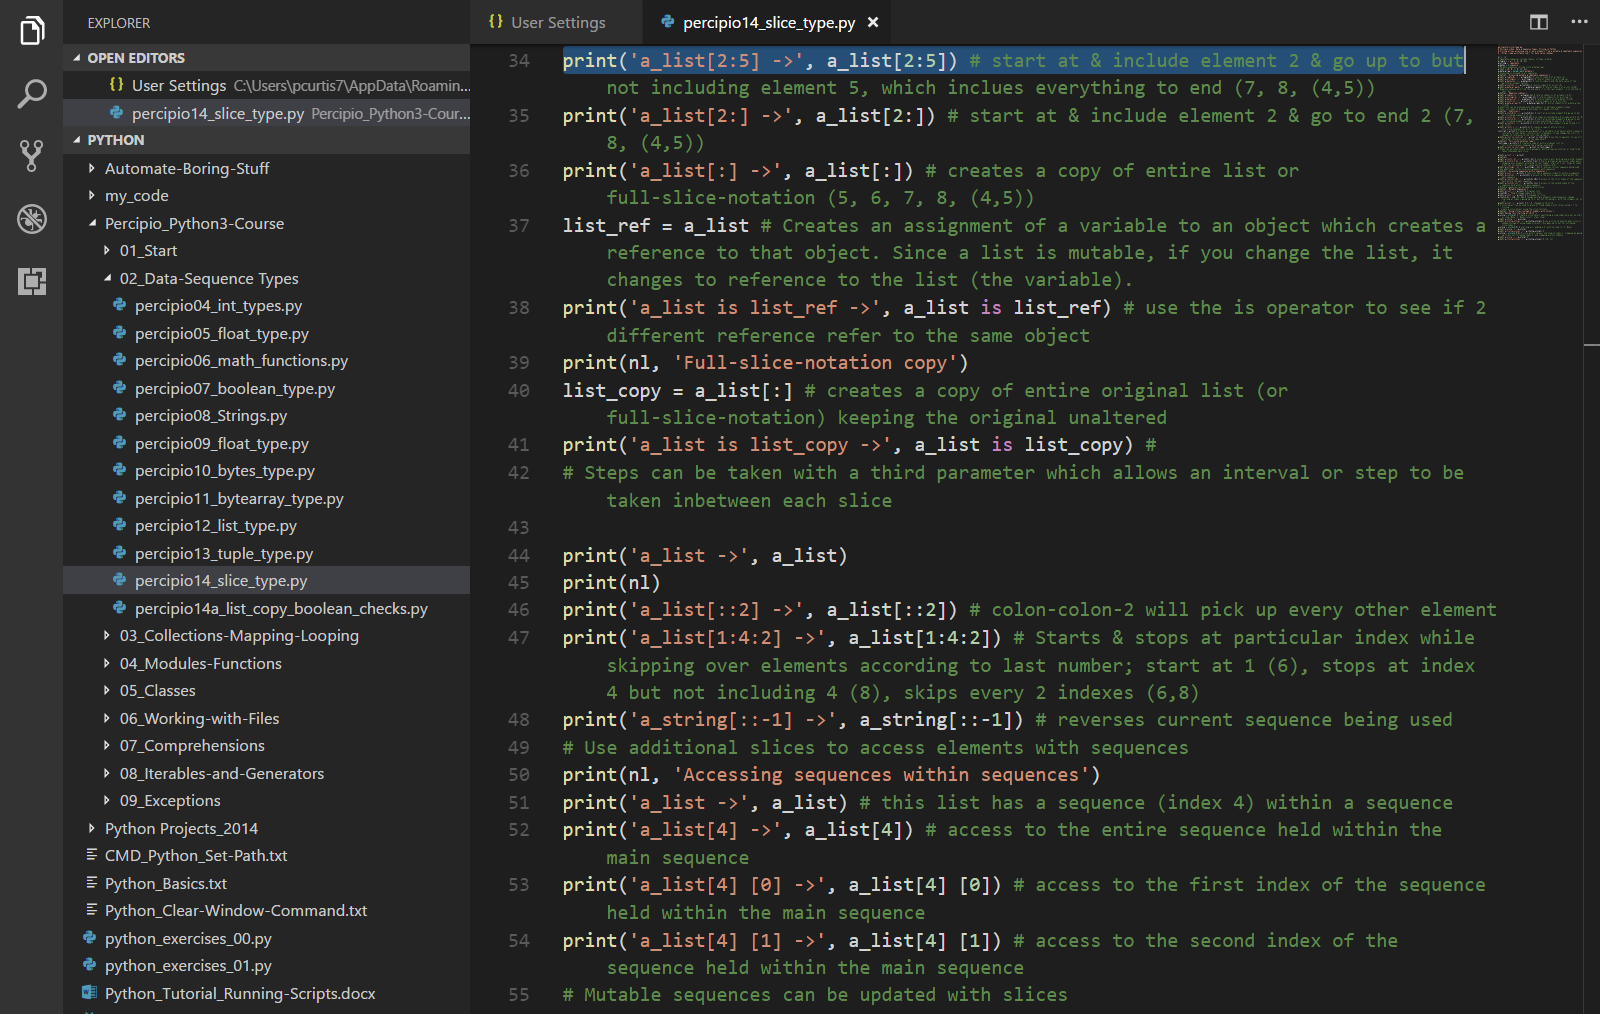 EXPLORER
OPEN EDITORS
{} User Settings C:\Users\pcurtis7\AppData\Roamin...
percipio14_slice_type.py Percipio_Python3-Cour...
PYTHON
Automate-Boring-Stuff
my_code
Percipio_Python3-Course
01_Start
02_Data-Sequence Types
percipio04_int_types.py
percipio05_float_type.py
percipio06_math_functions.py
percipio07_boolean_type.py
percipio08_Strings.py
percipio09_float_type.py
percipio10_bytes_type.py
percipio11_bytearray_type.py
percipio12_list_type.py
percipio13_tuple_type.py
percipio14_slice_type.py
percipio14a_list_copy_boolean_checks.py
03_Collections-Mapping-Looping
04_Modules-Functions
05_Classes
06_Working-with-Files
07_Comprehensions
08_Iterables-and-Generators
09_Exceptions
Python Projects_2014
CMD_Python_Set-Path.txt
Python_Basics.txt
Python_Clear-Window-Command.txt
python_exercises_00.py
python_exercises_01.py
Python_Tutorial_Running-Scripts.docx
{} User Settings percipio14_slice_type.py ×
34 print('a_list[2:5] ->', a_list[2:5]) # start at & include element 2 & go up to but
not including element 5, which inclues everything to end (7, 8, (4,5))
35 print('a_list[2:] ->', a_list[2:]) # start at & include element 2 & go to end 2 (7,
8, (4,5))
36 print('a_list[:] ->', a_list[:]) # creates a copy of entire list or
full-slice-notation (5, 6, 7, 8, (4,5))
37 list_ref = a_list # Creates an assignment of a variable to an object which creates a
reference to that object. Since a list is mutable, if you change the list, it
changes to reference to the list (the variable).
38 print('a_list is list_ref ->', a_list is list_ref) # use the is operator to see if 2
different reference refer to the same object
39 print(nl, 'Full-slice-notation copy')
40 list_copy = a_list[:] # creates a copy of entire original list (or
full-slice-notation) keeping the original unaltered
41 print('a_list is list_copy ->', a_list is list_copy) #
42 # Steps can be taken with a third parameter which allows an interval or step to be
taken inbetween each slice
43
44 print('a_list ->', a_list)
45 print(nl)
46 print('a_list[::2] ->', a_list[::2]) # colon-colon-2 will pick up every other element
47 print('a_list[1:4:2] ->', a_list[1:4:2]) # Starts & stops at particular index while
skipping over elements according to last number; start at 1 (6), stops at index
4 but not including 4 (8), skips every 2 indexes (6,8)
48 print('a_string[::-1] ->', a_string[::-1]) # reverses current sequence being used
49 # Use additional slices to access elements with sequences
50 print(nl, 'Accessing sequences within sequences')
51 print('a_list ->', a_list) # this list has a sequence (index 4) within a sequence
52 print('a_list[4] ->', a_list[4]) # access to the entire sequence held within the
main sequence
53 print('a_list[4] [0] ->', a_list[4] [0]) # access to the first index of the sequence
held within the main sequence
54 print('a_list[4] [1] ->', a_list[4] [1]) # access to the second index of the
sequence held within the main sequence
55 # Mutable sequences can be updated with slices